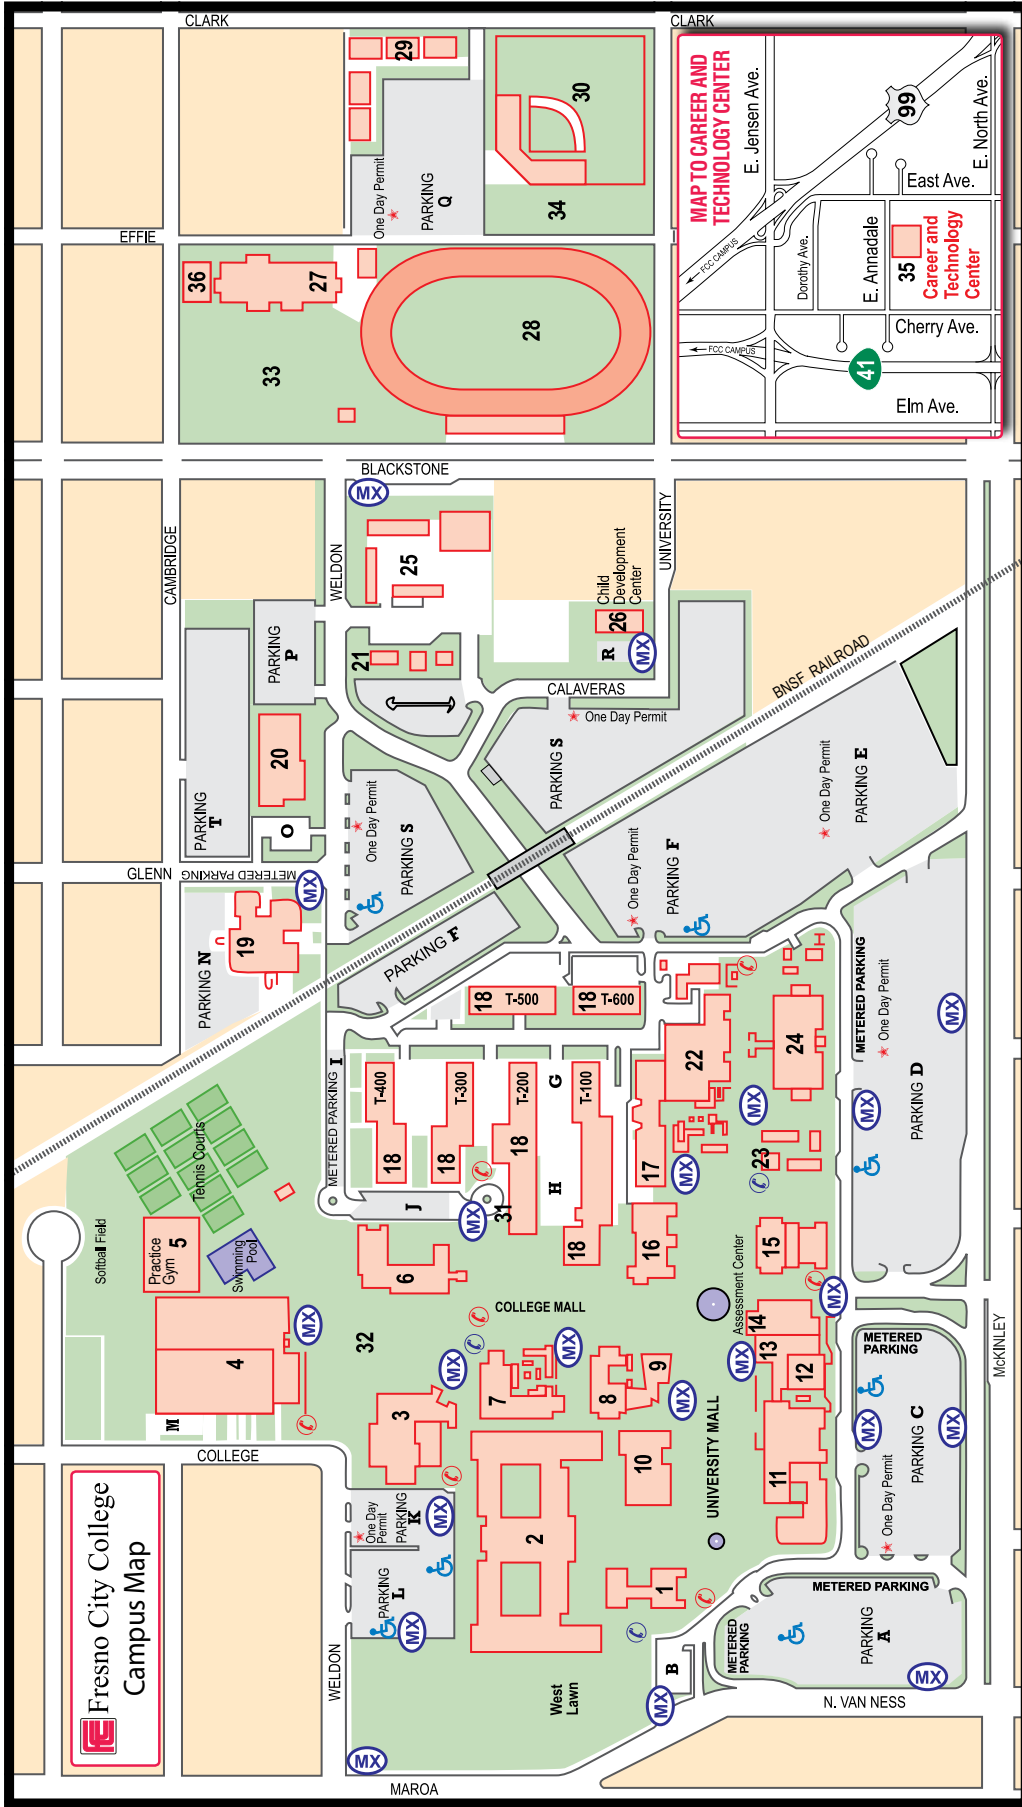 Fresno City College
Campus Map
CLARK
CLARK
EFFIE
BLACKSTONE
CAMBRIDGE
WELDON
UNIVERSITY
CALAVERAS
BNSF RAILROAD
GLENN
METERED PARKING
COLLEGE
WELDON
MAROA
N. VAN NESS
McKINLEY
MAP TO CAREER AND
TECHNOLOGY CENTER
E. Jensen Ave.
E. North Ave.
99
East Ave.
FCC CAMPUS
Dorothy Ave.
E. Annadale
35
Career and
Technology
Center
Cherry Ave.
FCC CAMPUS
41
Elm Ave.
29
30
34
One Day Permit
PARKING
Q
36
27
28
33
MX
25
Child
Development
Center
26
R
MX
21
PARKING
P
20
PARKING
T
O
One Day Permit
PARKING S
One Day Permit
PARKING S
One Day Permit
PARKING E
One Day Permit
PARKING F
PARKING F
MX
19
PARKING N
METERED PARKING I
18
T-500
18
T-600
T-400
18
T-300
18
T-200
18
T-100
18
G
H
J
MX
31
22
17
MX
16
24
MX
23
15
METERED PARKING
One Day Permit
PARKING D
MX
MX
Tennis Courts
Softball Field
Practice
Gym
5
Swimming
Pool
4
MX
M
32
6
COLLEGE MALL
MX
MX
7
8
9
MX
3
10
2
1
Assessment Center
14
13
12
11
MX
MX
UNIVERSITY MALL
METERED
PARKING
MX
MX
PARKING C
One Day Permit
One Day
Permit
PARKING
K
MX
PARKING
L
MX
West
Lawn
B
MX
MX
METERED PARKING
METERED
PARKING
PARKING
A
MX